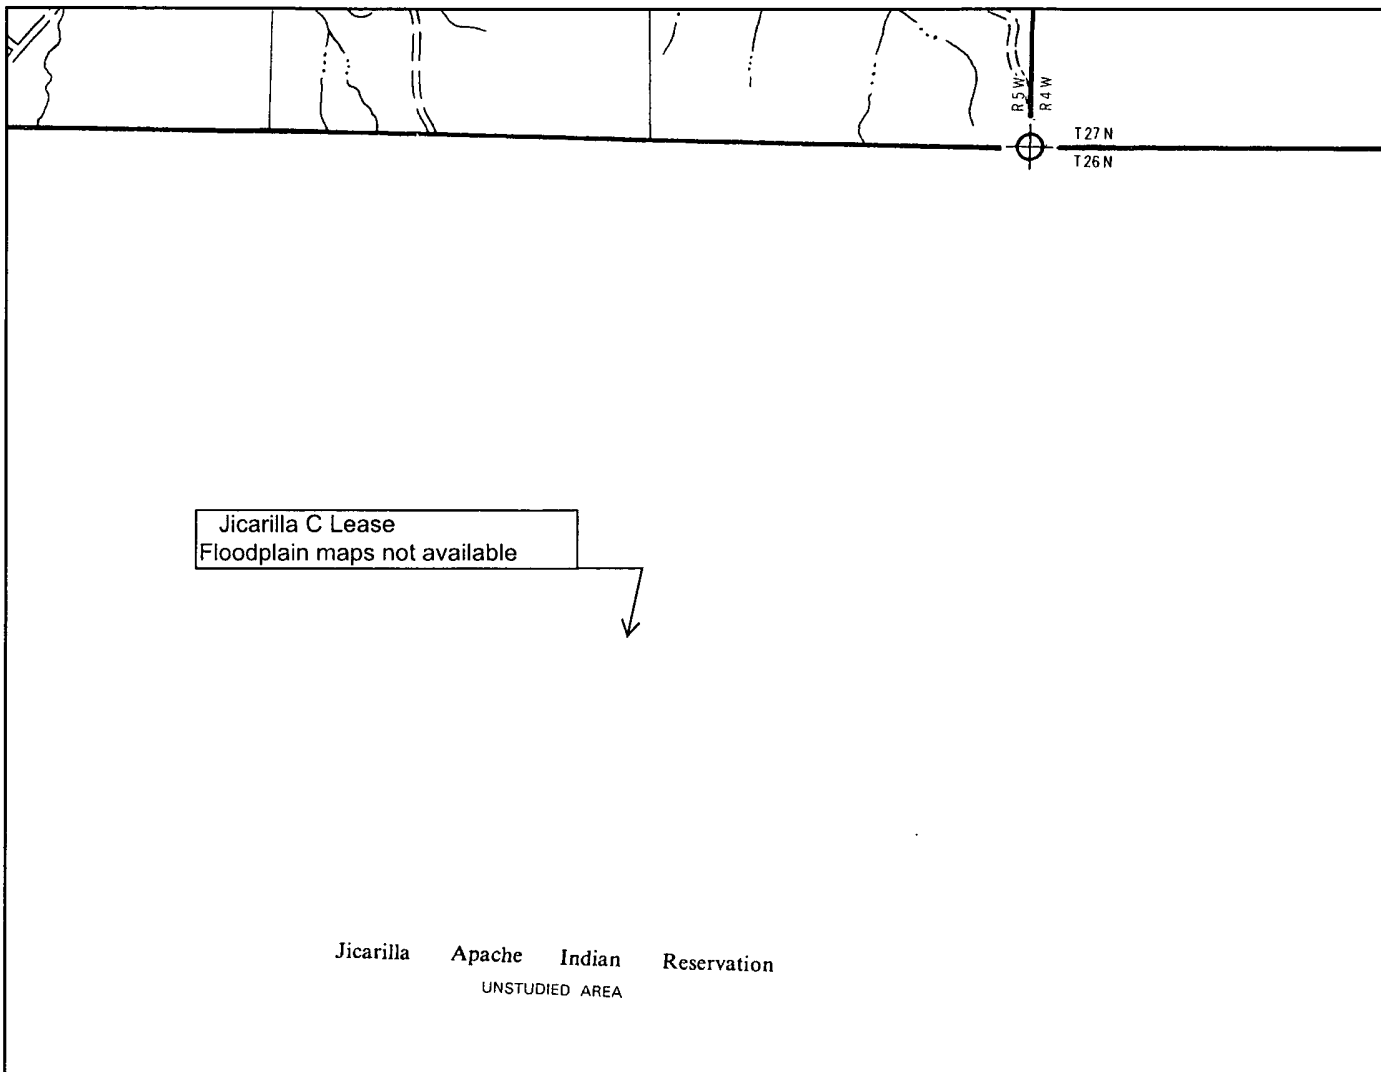 R 5 W
R 4 W
T 27 N
T 26 N
Jicarilla C Lease
Floodplain maps not available
Jicarilla Apache Indian Reservation
UNSTUDIED AREA